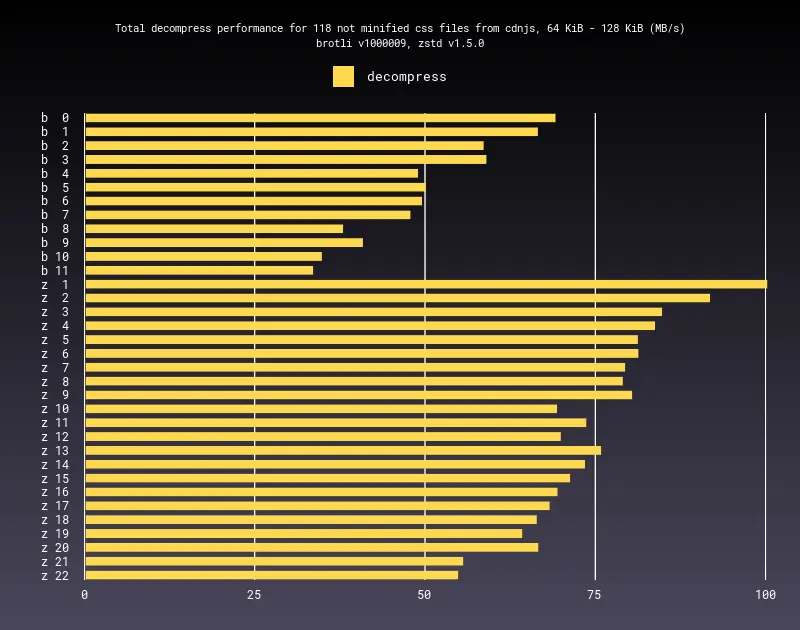 Total decompress performance for 118 not minified css files from cdnjs, 64 KiB - 128 KiB (MB/s)
brotli v1000009, zstd v1.5.0
decompress
b 0
b 1
b 2
b 3
b 4
b 5
b 6
b 7
b 8
b 9
b 10
b 11
z 1
z 2
z 3
z 4
z 5
z 6
z 7
z 8
z 9
z 10
z 11
z 12
z 13
z 14
z 15
z 16
z 17
z 18
z 19
z 20
z 21
z 22
0 25 50 75 100